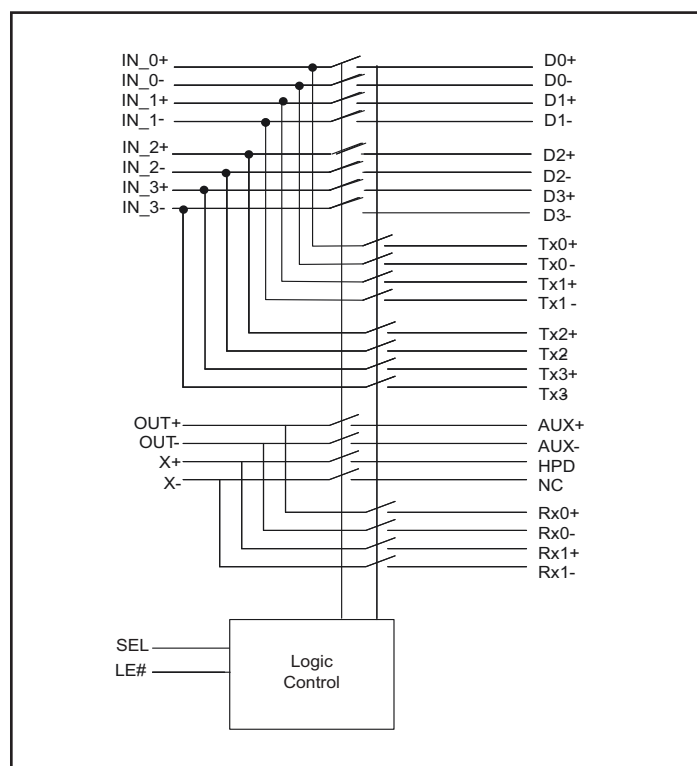 IN_0+ D0+
IN_0- D0-
IN_1+ D1+
IN_1- D1-
IN_2+ D2+
IN_2- D2-
IN_3+ D3+
IN_3- D3-
Tx0+
Tx0-
Tx1+
Tx1-
Tx2+
Tx2
Tx3+
Tx3
OUT+ AUX+
OUT- AUX-
X+ HPD
X- NC
Rx0+
Rx0-
Rx1+
Rx1-
SEL
LE#
Logic
Control